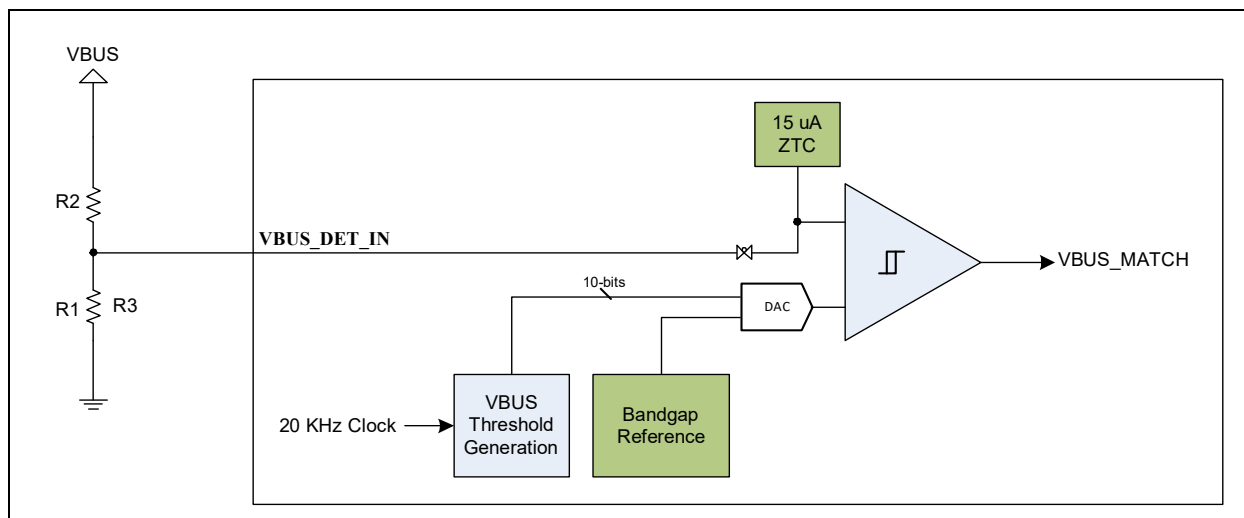 VBUS
15 uA
ZTC
R2
VBUS_DET_IN
VBUS_MATCH
10-bits
DAC
R1
R3
20 KHz Clock
VBUS
Threshold
Generation
Bandgap
Reference